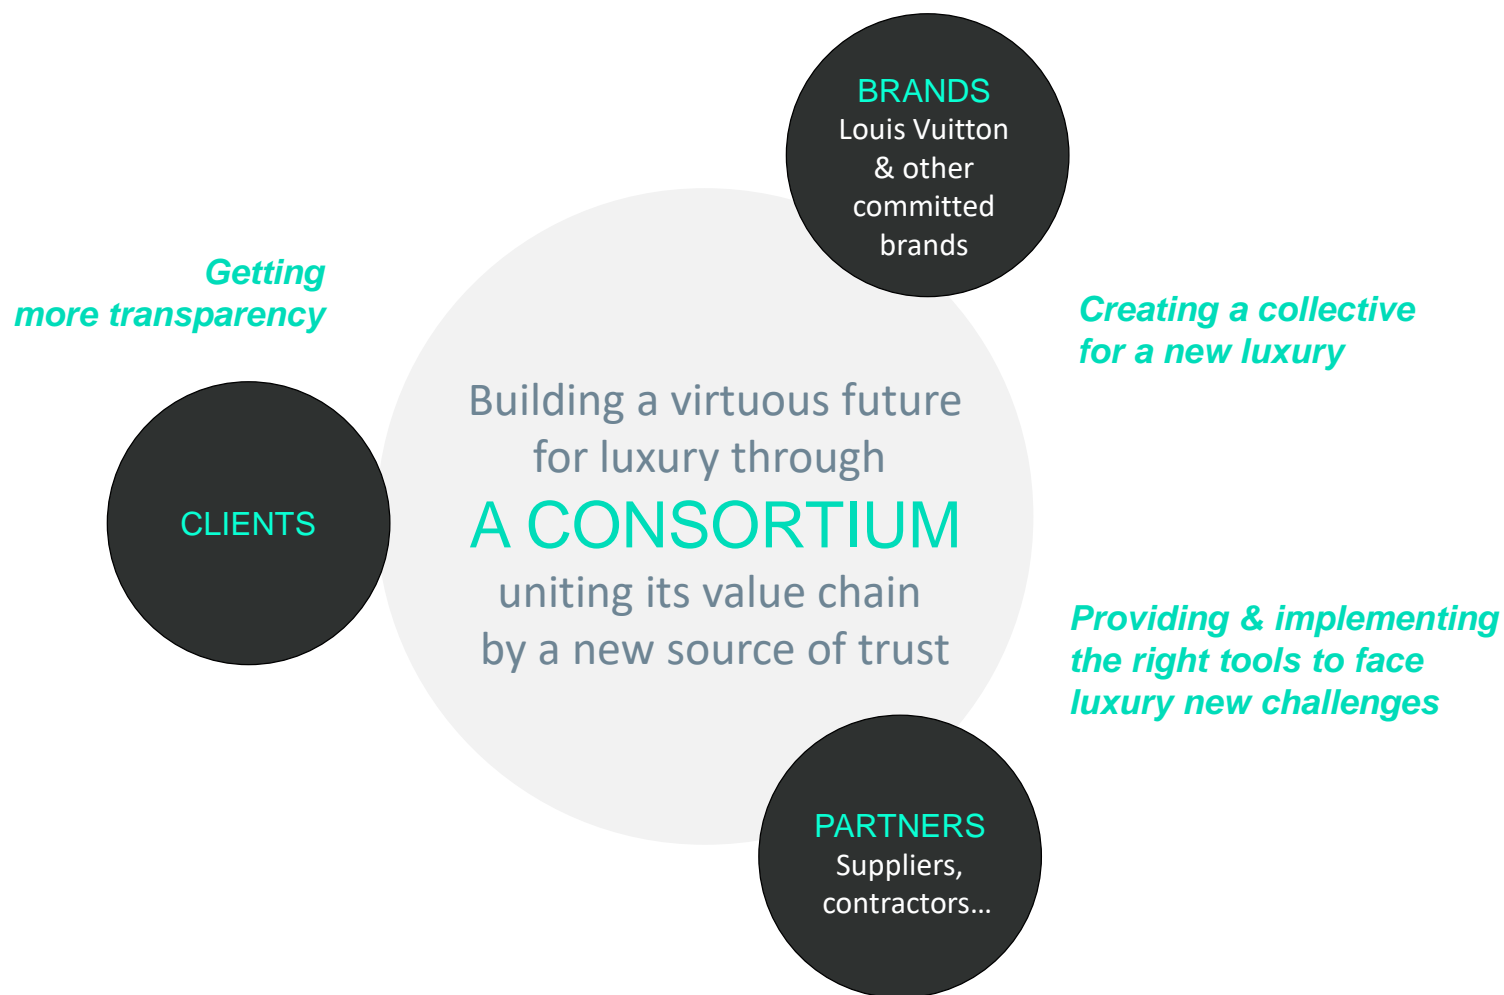 BRANDS
Louis Vuitton
& other
committed
brands
Getting
more transparency
Creating a collective
for a new luxury
Building a virtuous future
for luxury through
A CONSORTIUM
uniting its value chain
by a new source of trust
CLIENTS
Providing & implementing
the right tools to face
luxury new challenges
PARTNERS
Suppliers,
contractors…